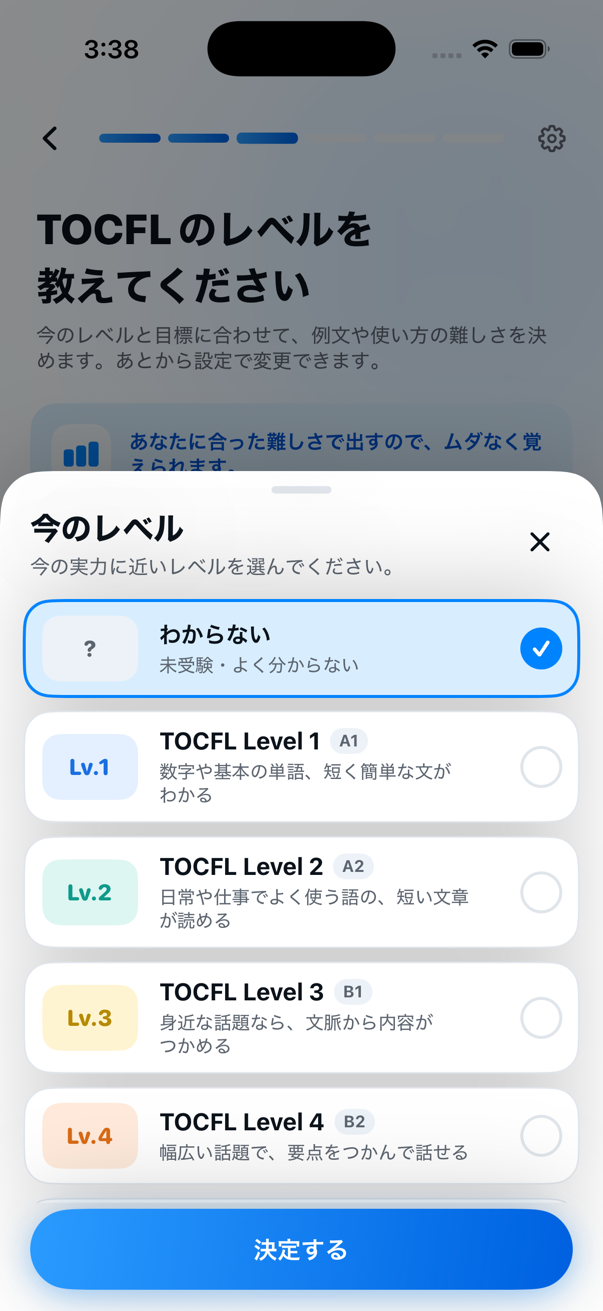 3:38
TOCFL のレベルを
教えてください
今のレベルと目標に合わせて、例文や使い方の難しさを決
めます。あとから設定で変更できます。
あなたに合った難しさで出すので、ムダなく覚
えられます。
今のレベル
今の実力に近いレベルを選んでください。
?
わからない
未受験・よく分からない
Lv.1
TOCFL Level 1 A1
数字や基本の単語、短く簡単な文が
わかる
Lv.2
TOCFL Level 2 A2
日常や仕事でよく使う語の、短い文章
が読める
Lv.3
TOCFL Level 3 B1
身近な話題なら、文脈から内容が
つかめる
Lv.4
TOCFL Level 4 B2
幅広い話題で、要点をつかんで話せる
決定する